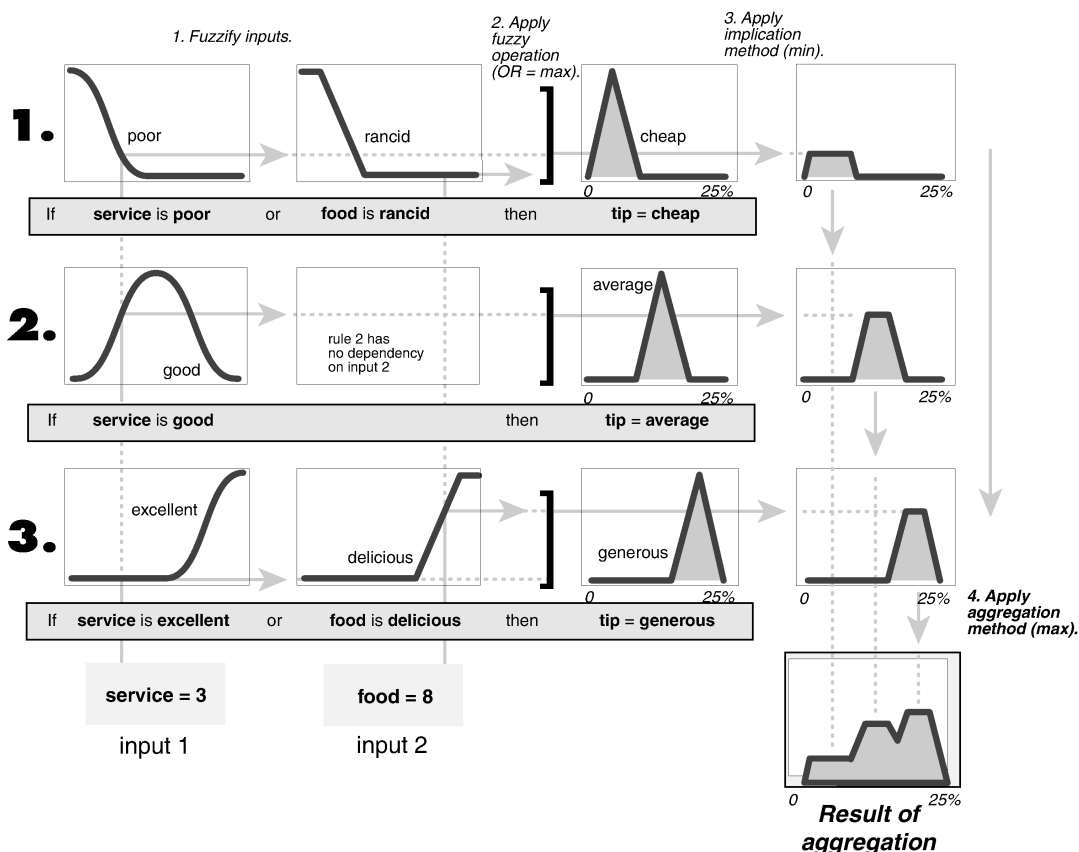 1. Fuzzify inputs.
2. Apply
fuzzy
operation
(OR = max).
3. Apply
implication
method (min).
1.
poor
rancid
cheap
0 25%
0 25%
If service is poor or food is rancid then tip = cheap
2.
good
rule 2 has
no dependency
on input 2
average
0 25%
0 25%
If service is good then tip = average
3.
excellent
delicious
generous
0 25%
0 25%
If service is excellent or food is delicious then tip = generous
4. Apply
aggregation
method (max).
service = 3
food = 8
input 1
input 2
0 25%
Result of
aggregation